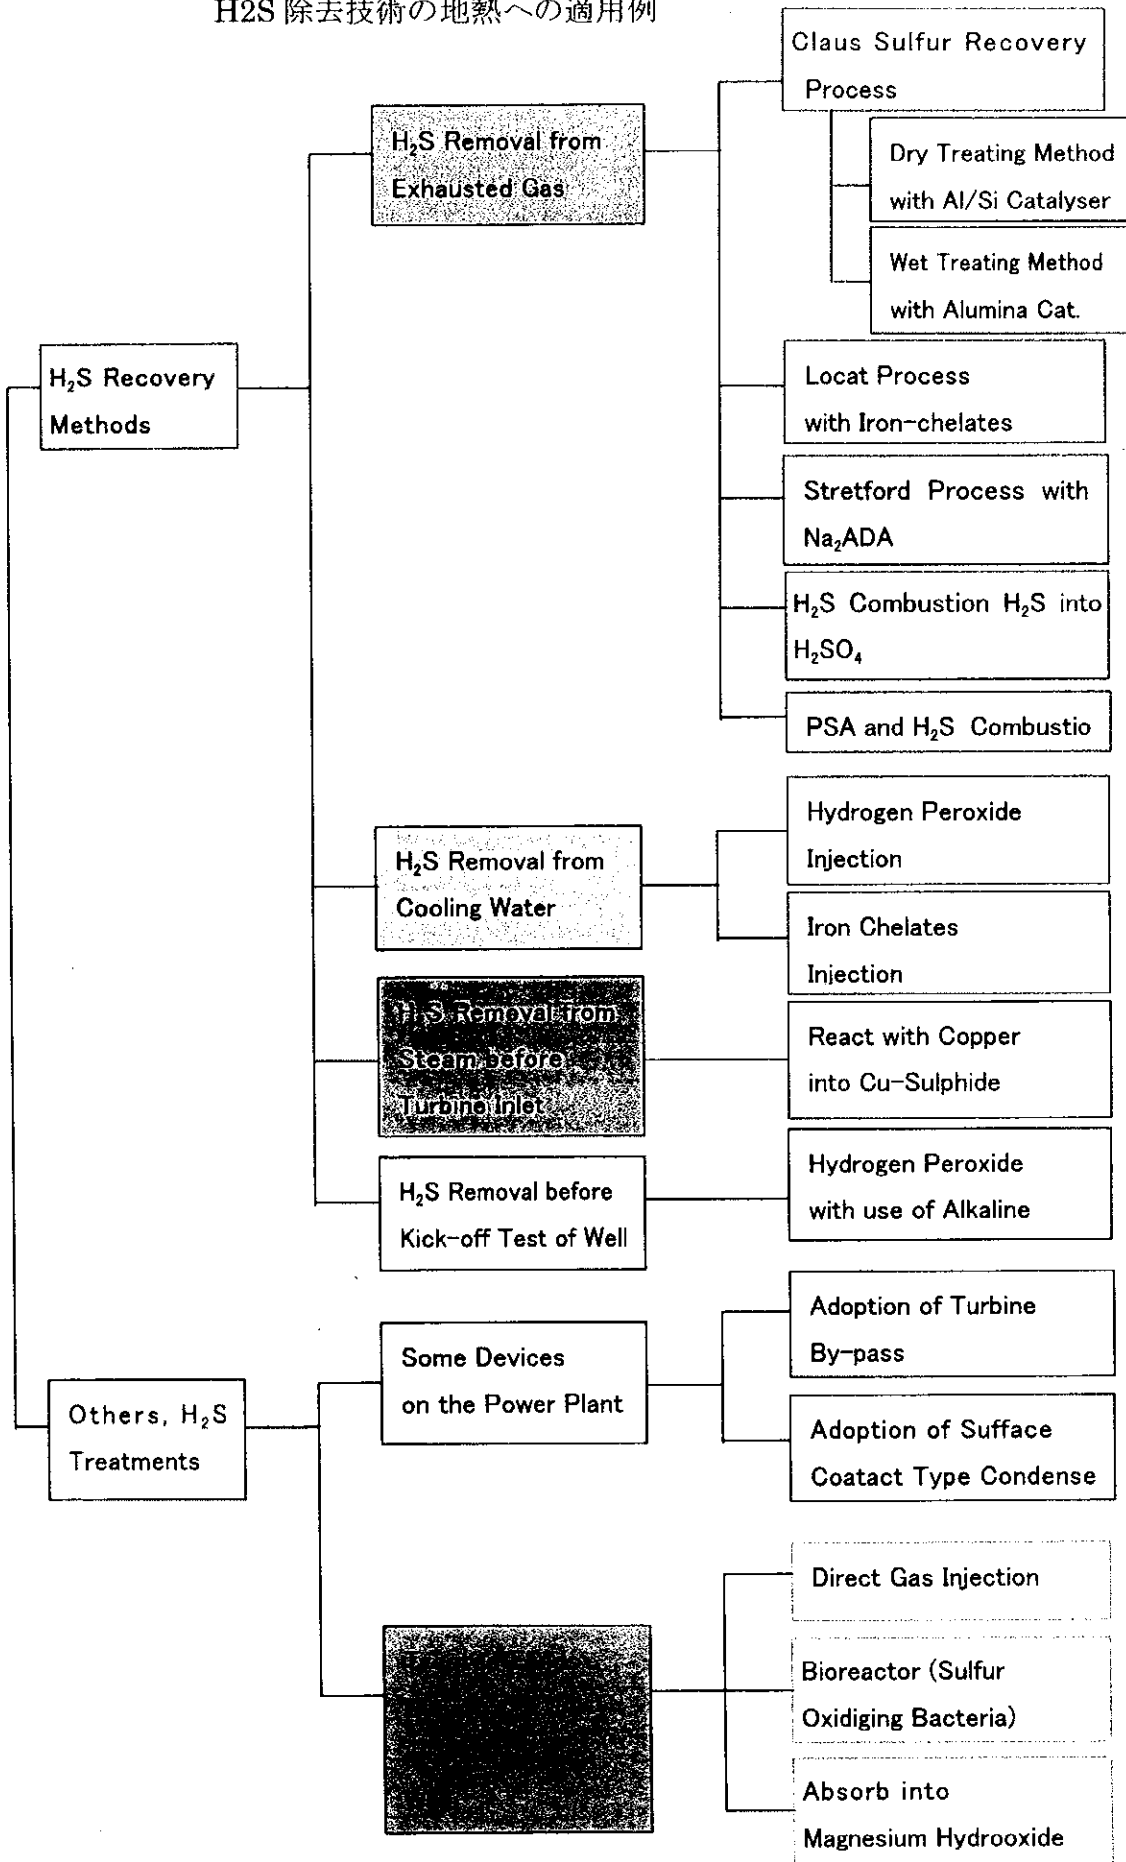 H2S 除去技術の地熱への適用例
Claus Sulfur Recovery
Process
H₂S Removal from
Exhausted Gas
Dry Treating Method
with Al/Si Catalyser
Wet Treating Method
with Alumina Cat.
H₂S Recovery
Methods
Locat Process
with Iron-chelates
Stretford Process with
Na₂ADA
H₂S Combustion H₂S into
H₂SO₄
PSA and H₂S Combustio
H₂S Removal from
Cooling Water
Hydrogen Peroxide
Injection
Iron Chelates
Injection
H₂S Removal from
Steam before
Turbine Inlet
React with Copper
into Cu-Sulphide
H₂S Removal before
Kick-off Test of Well
Hydrogen Peroxide
with use of Alkaline
Others, H₂S
Treatments
Some Devices
on the Power Plant
Adoption of Turbine
By-pass
Adoption of Sufface
Coatact Type Condense
Direct Gas Injection
Bioreactor (Sulfur
Oxidiging Bacteria)
Absorb into
Magnesium Hydrooxide